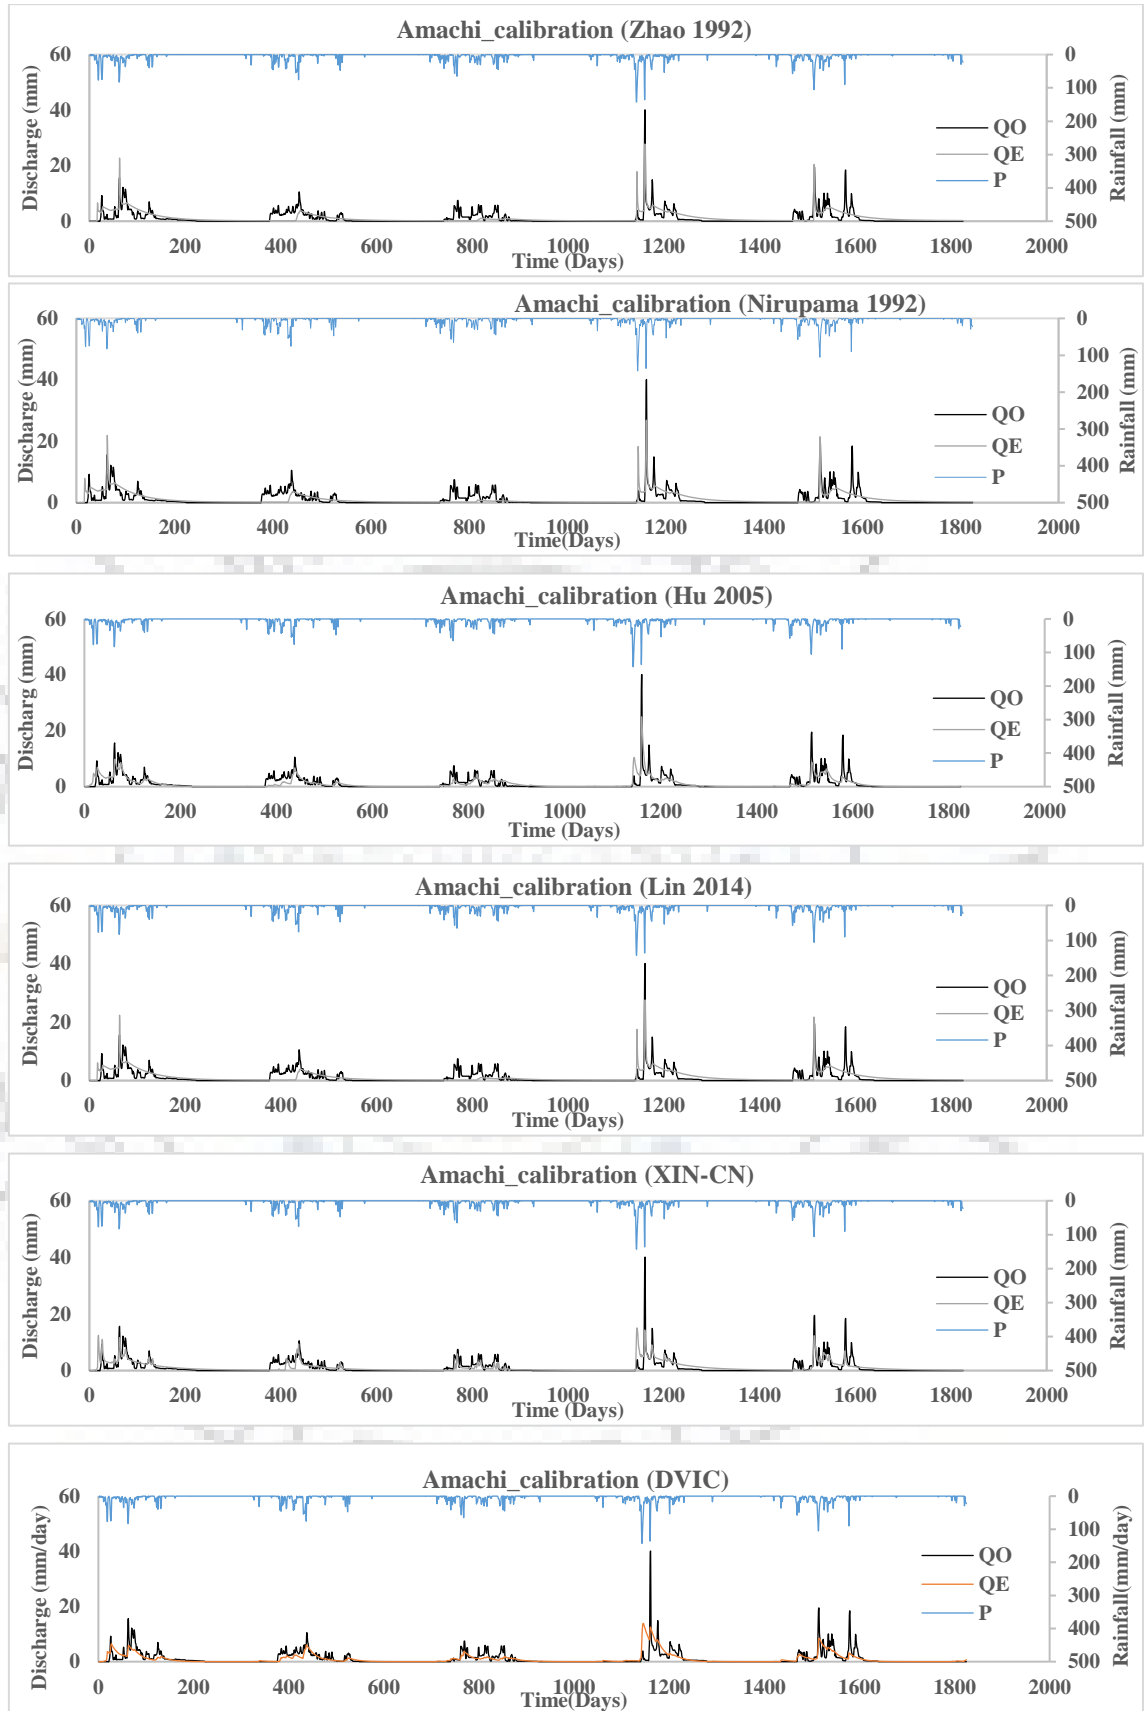 Amachi_calibration (Zhao 1992)
Discharge (mm)
60
40
20
0
0 200 400 600 800 1000 1200 1400 1600 1800 2000
Time (Days)
0
100
200
300
400
500
Rainfall (mm)
QO
QE
P
Amachi_calibration (Nirupama 1992)
Discharge (mm)
60
40
20
0
0 200 400 600 800 1000 1200 1400 1600 1800 2000
Time(Days)
0
100
200
300
400
500
Rainfall (mm)
QO
QE
P
Amachi_calibration (Hu 2005)
Discharg (mm)
60
40
20
0
0 200 400 600 800 1000 1200 1400 1600 1800 2000
Time (Days)
0
100
200
300
400
500
Rainfall (mm)
QO
QE
P
Amachi_calibration (Lin 2014)
Discharge (mm)
60
40
20
0
0 200 400 600 800 1000 1200 1400 1600 1800 2000
Time (Days)
0
100
200
300
400
500
Rainfall (mm)
QO
QE
P
Amachi_calibration (XIN-CN)
Discharge (mm)
60
40
20
0
0 200 400 600 800 1000 1200 1400 1600 1800 2000
Time (Days)
0
100
200
300
400
500
Rainfall (mm)
QO
QE
P
Amachi_calibration (DVIC)
Discharge (mm/day)
60
40
20
0
0 200 400 600 800 1000 1200 1400 1600 1800 2000
Time(Days)
0
100
200
300
400
500
Rainfall(mm/day)
QO
QE
P